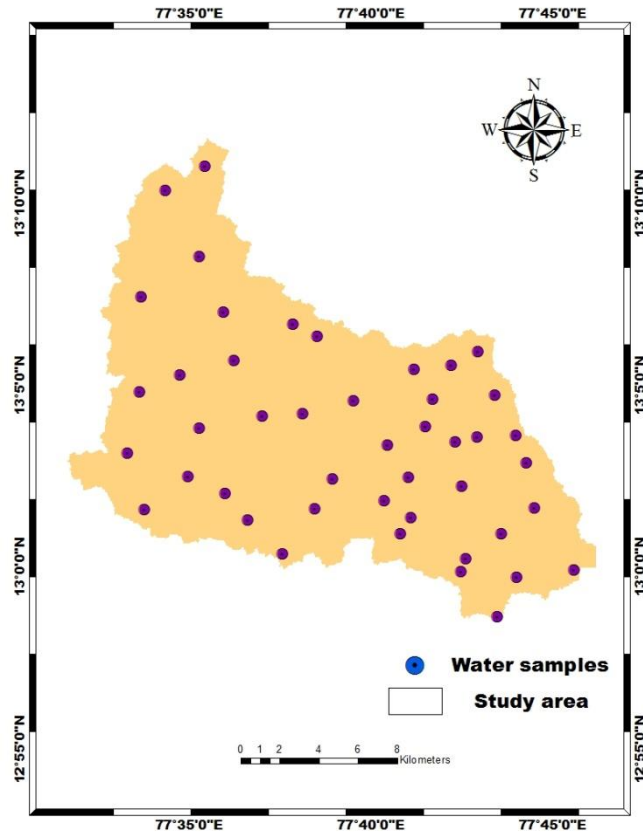 77°35'0"E 77°40'0"E 77°45'0"E
N
W E
S
13°10'0"N 13°10'0"N
13°5'0"N 13°5'0"N
13°0'0"N 13°0'0"N
Water samples
Study area
12°55'0"N 12°55'0"N
0 1 2 4 6 8
Kilometers
77°35'0"E 77°40'0"E 77°45'0"E